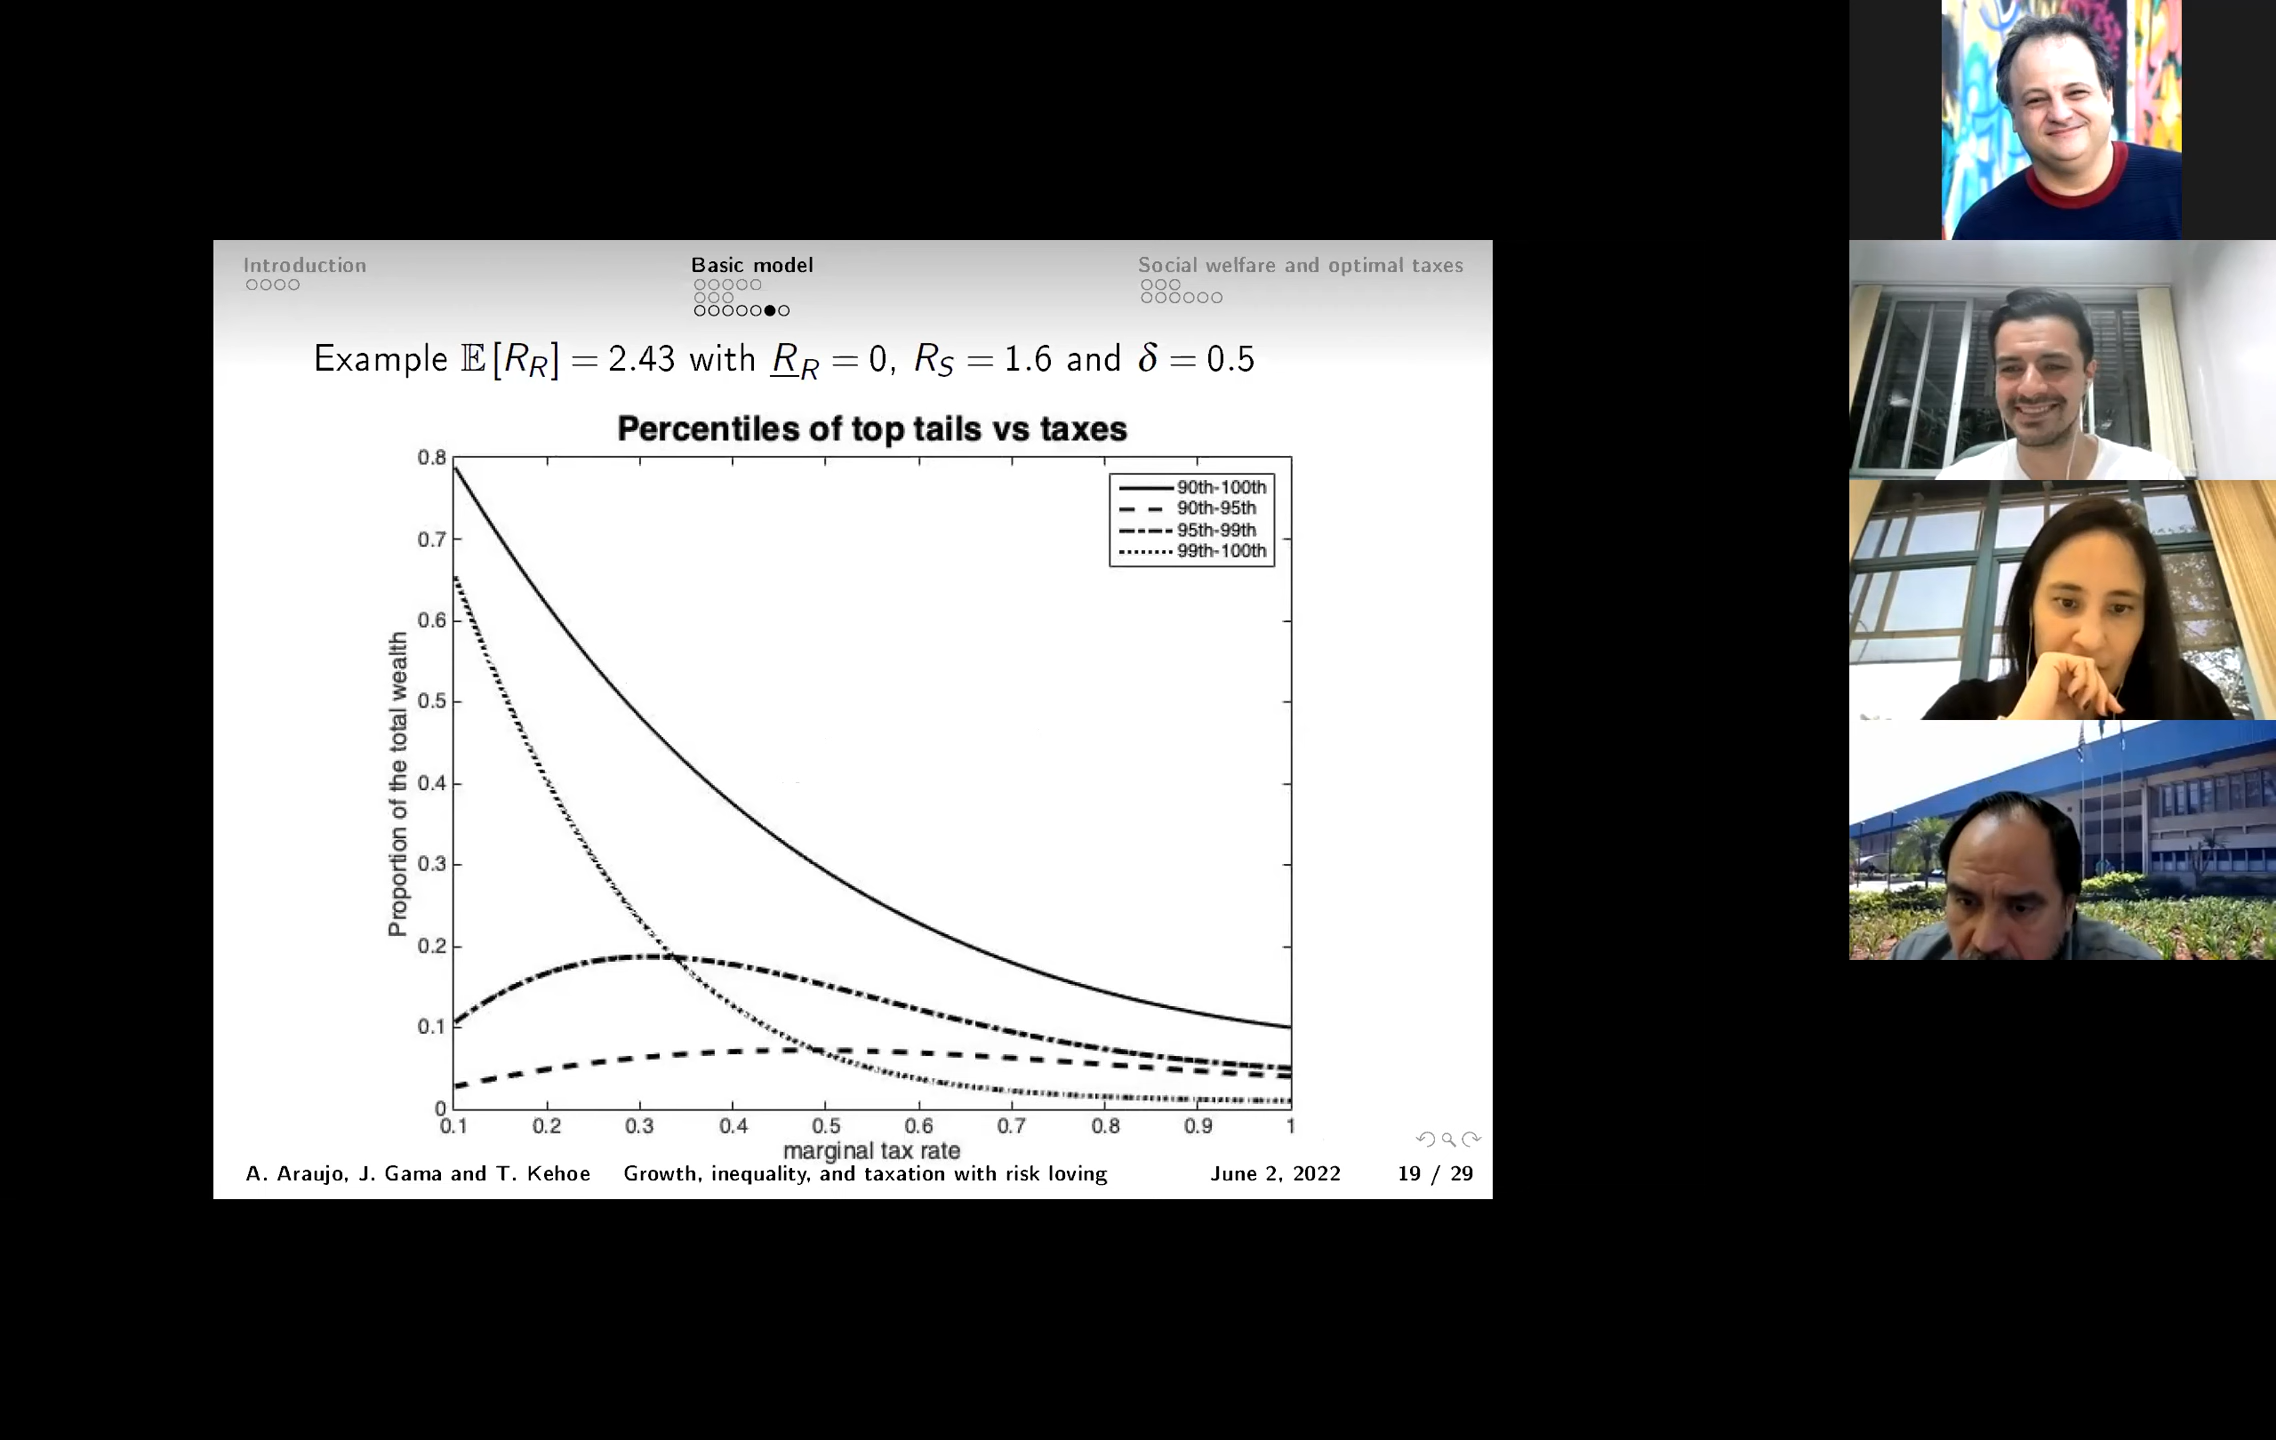 Introduction
Basic model
Social welfare and optimal taxes
Example 𝔼[R_R] = 2.43 with R̲_R = 0, R_S = 1.6 and δ = 0.5
Percentiles of top tails vs taxes
90th-100th
90th-95th
95th-99th
99th-100th
Proportion of the total wealth
0.8
0.7
0.6
0.5
0.4
0.3
0.2
0.1
0
0.1 0.2 0.3 0.4 0.5 0.6 0.7 0.8 0.9 1
marginal tax rate
A. Araujo, J. Gama and T. Kehoe Growth, inequality, and taxation with risk loving June 2, 2022 19 / 29